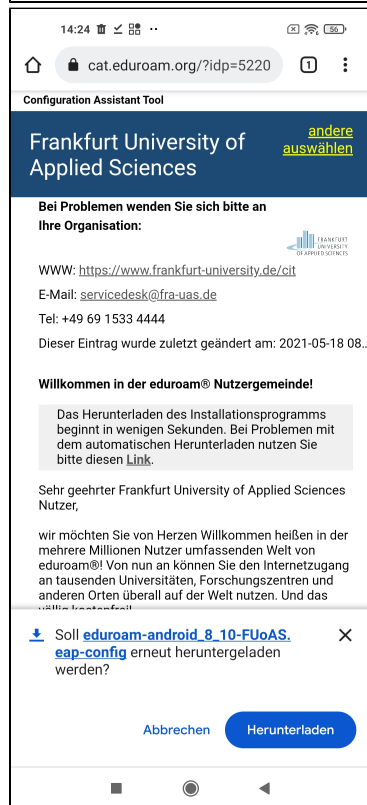 14:24
56
cat.eduroam.org/?idp=5220
1
Configuration Assistant Tool
Frankfurt University of
Applied Sciences
andere
auswählen
Bei Problemen wenden Sie sich bitte an
Ihre Organisation:
FRANKFURT
UNIVERSITY
OF APPLIED SCIENCES
WWW: https://www.frankfurt-university.de/cit
E-Mail: servicedesk@fra-uas.de
Tel: +49 69 1533 4444
Dieser Eintrag wurde zuletzt geändert am: 2021-05-18 08..
Willkommen in der eduroam® Nutzergemeinde!
Das Herunterladen des Installationsprogramms
beginnt in wenigen Sekunden. Bei Problemen mit
dem automatischen Herunterladen nutzen Sie
bitte diesen Link.
Sehr geehrter Frankfurt University of Applied Sciences
Nutzer,
wir möchten Sie von Herzen Willkommen heißen in der
mehrere Millionen Nutzer umfassenden Welt von
eduroam®! Von nun an können Sie den Internetzugang
an tausenden Universitäten, Forschungszentren und
anderen Orten überall auf der Welt nutzen. Und das
völlig kostenfrei!
Soll eduroam-android_8_10-FUoAS.
eap-config erneut heruntergeladen
werden?
Abbrechen
Herunterladen